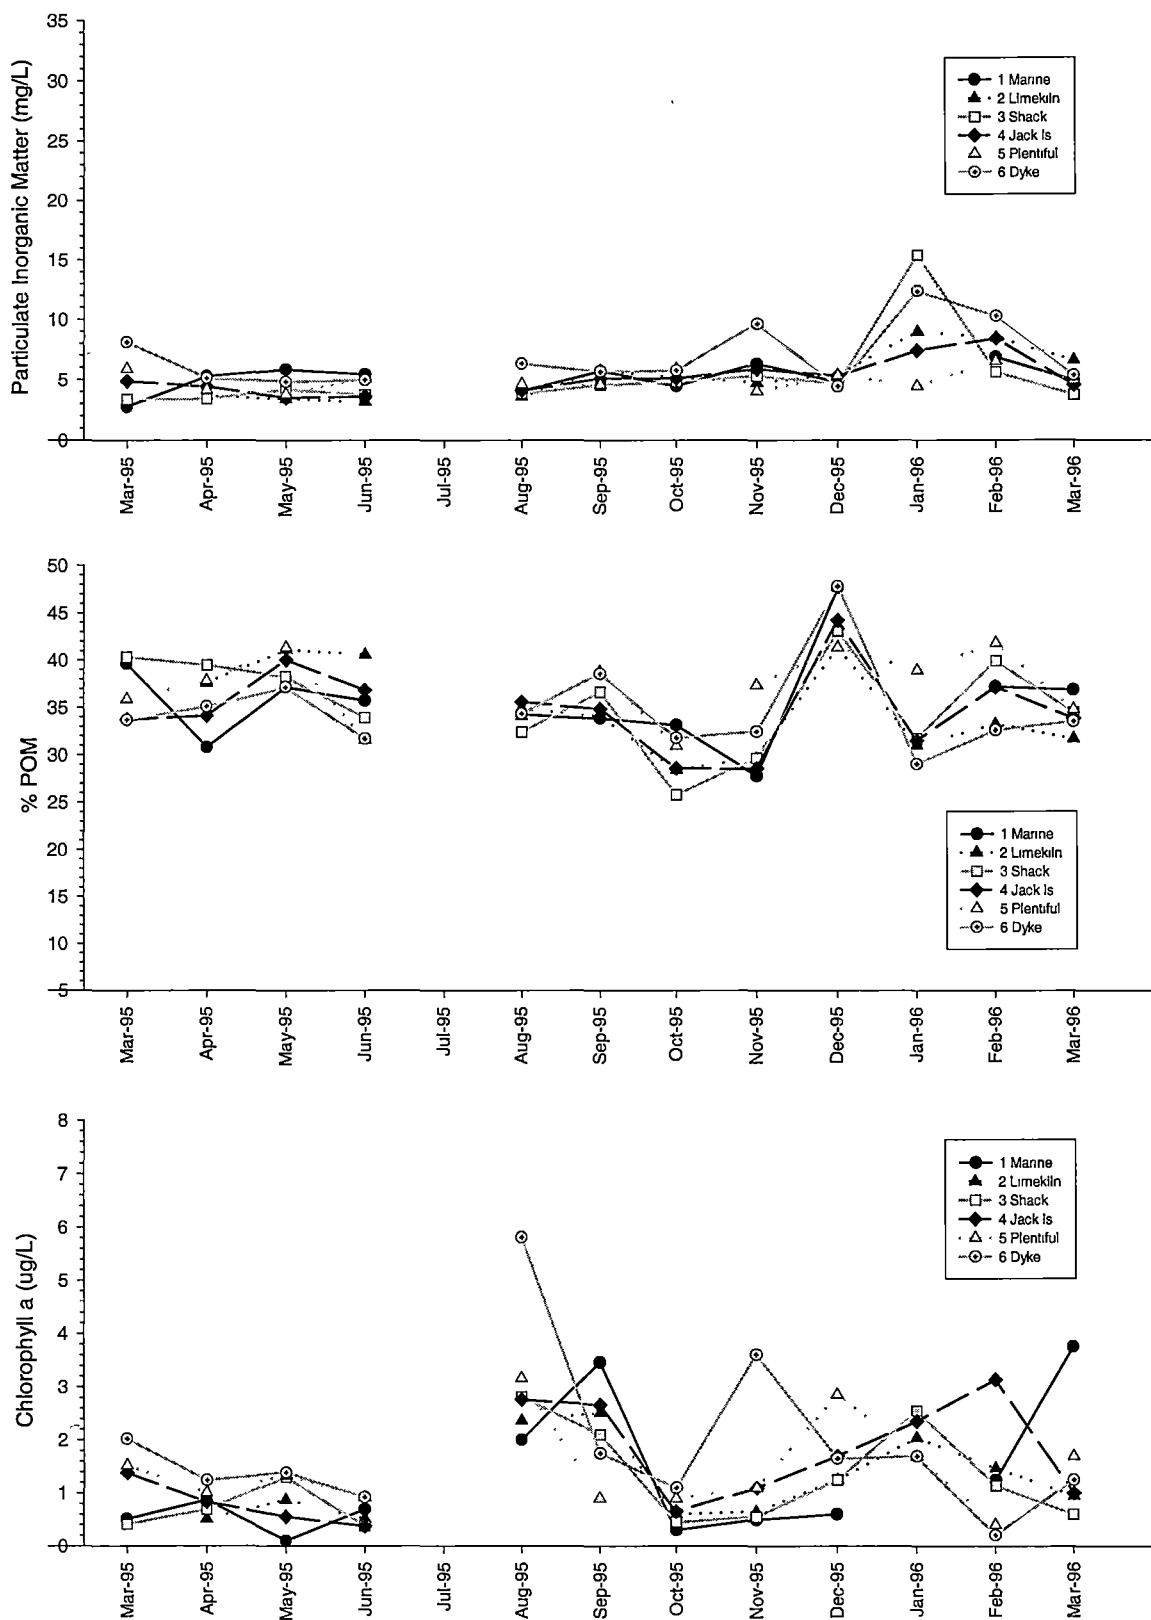 Particulate Inorganic Matter (mg/L)
35
30
25
20
15
10
5
0
1 Marine
2 Limekiln
3 Shack
4 Jack Is
5 Plentiful
6 Dyke
Mar-95
Apr-95
May-95
Jun-95
Jul-95
Aug-95
Sep-95
Oct-95
Nov-95
Dec-95
Jan-96
Feb-96
Mar-96
% POM
50
45
40
35
30
25
20
15
10
5
1 Marine
2 Limekiln
3 Shack
4 Jack Is
5 Plentiful
6 Dyke
Mar-95
Apr-95
May-95
Jun-95
Jul-95
Aug-95
Sep-95
Oct-95
Nov-95
Dec-95
Jan-96
Feb-96
Mar-96
Chlorophyll a (ug/L)
8
7
6
5
4
3
2
1
0
1 Marine
2 Limekiln
3 Shack
4 Jack Is
5 Plentiful
6 Dyke
Mar-95
Apr-95
May-95
Jun-95
Jul-95
Aug-95
Sep-95
Oct-95
Nov-95
Dec-95
Jan-96
Feb-96
Mar-96